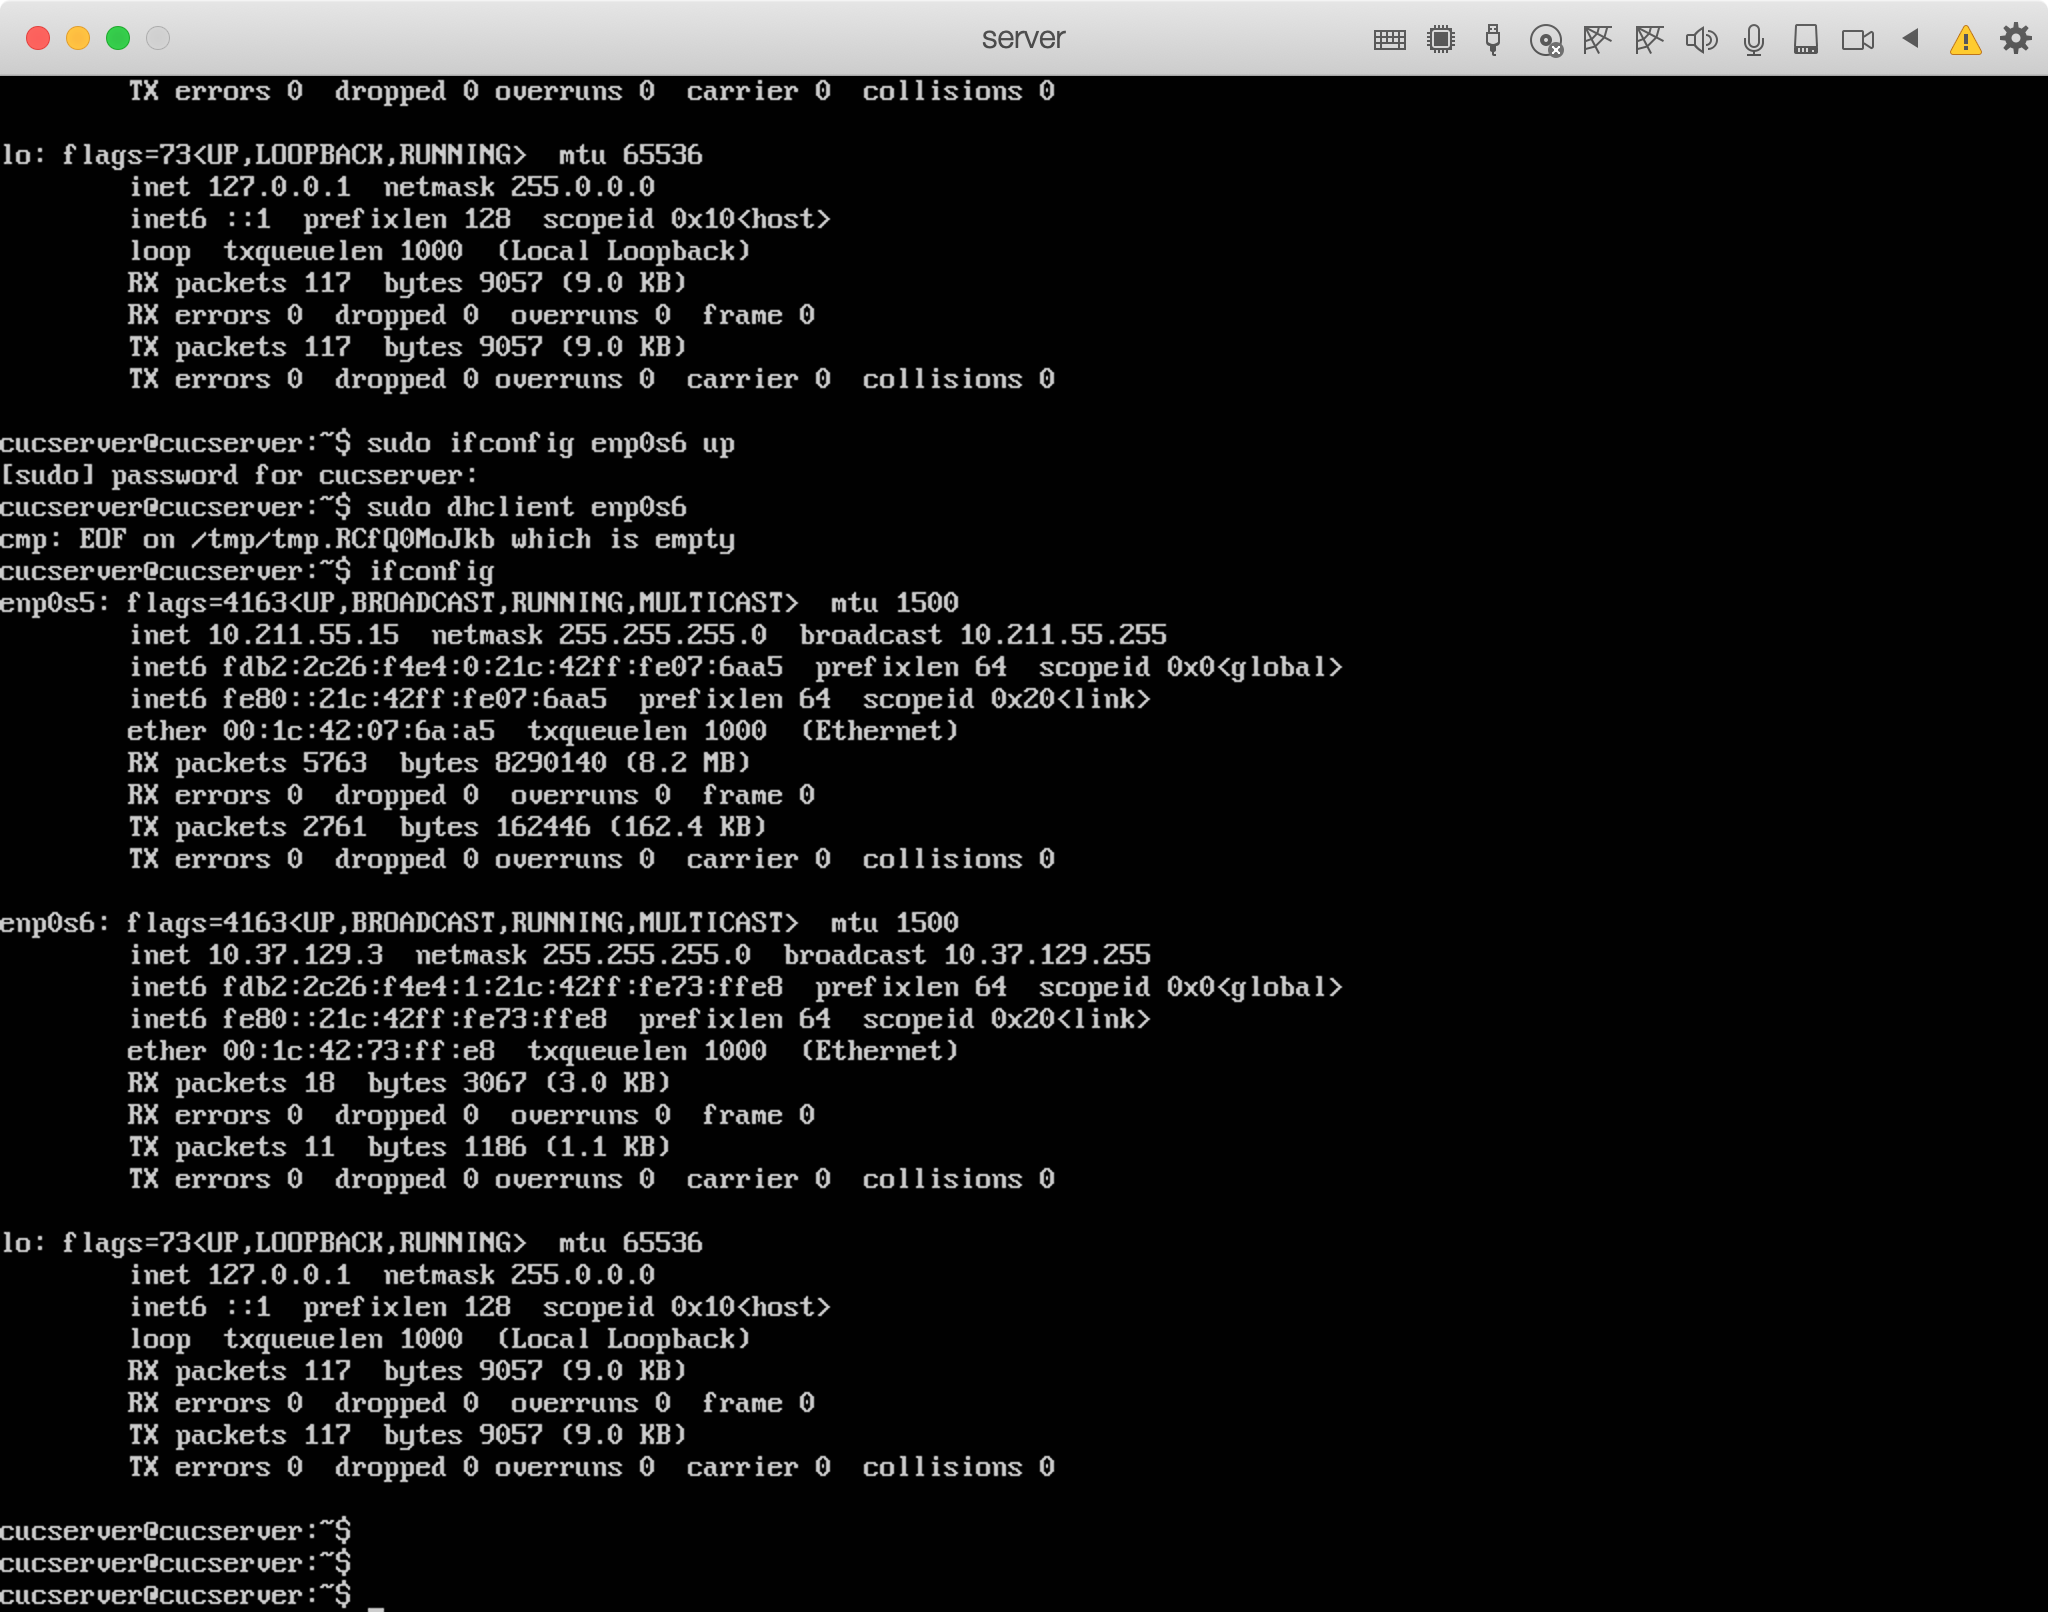 server
TX errors 0  dropped 0 overruns 0  carrier 0  collisions 0
lo: flags=73<UP,LOOPBACK,RUNNING>  mtu 65536
inet 127.0.0.1  netmask 255.0.0.0
inet6 ::1  prefixlen 128  scopeid 0x10<host>
loop  txqueuelen 1000  (Local Loopback)
RX packets 117  bytes 9057 (9.0 KB)
RX errors 0  dropped 0  overruns 0  frame 0
TX packets 117  bytes 9057 (9.0 KB)
TX errors 0  dropped 0 overruns 0  carrier 0  collisions 0
cucserver@cucserver:~$ sudo ifconfig enp0s6 up
[sudo] password for cucserver:
cucserver@cucserver:~$ sudo dhclient enp0s6
cmp: EOF on /tmp/tmp.RCfQ0MoJkb which is empty
cucserver@cucserver:~$ ifconfig
enp0s5: flags=4163<UP,BROADCAST,RUNNING,MULTICAST>  mtu 1500
inet 10.211.55.15  netmask 255.255.255.0  broadcast 10.211.55.255
inet6 fdb2:2c26:f4e4:0:21c:42ff:fe07:6aa5  prefixlen 64  scopeid 0x0<global>
inet6 fe80::21c:42ff:fe07:6aa5  prefixlen 64  scopeid 0x20<link>
ether 00:1c:42:07:6a:a5  txqueuelen 1000  (Ethernet)
RX packets 5763  bytes 8290140 (8.2 MB)
RX errors 0  dropped 0  overruns 0  frame 0
TX packets 2761  bytes 162446 (162.4 KB)
TX errors 0  dropped 0 overruns 0  carrier 0  collisions 0
enp0s6: flags=4163<UP,BROADCAST,RUNNING,MULTICAST>  mtu 1500
inet 10.37.129.3  netmask 255.255.255.0  broadcast 10.37.129.255
inet6 fdb2:2c26:f4e4:1:21c:42ff:fe73:ffe8  prefixlen 64  scopeid 0x0<global>
inet6 fe80::21c:42ff:fe73:ffe8  prefixlen 64  scopeid 0x20<link>
ether 00:1c:42:73:ff:e8  txqueuelen 1000  (Ethernet)
RX packets 18  bytes 3067 (3.0 KB)
RX errors 0  dropped 0  overruns 0  frame 0
TX packets 11  bytes 1186 (1.1 KB)
TX errors 0  dropped 0 overruns 0  carrier 0  collisions 0
lo: flags=73<UP,LOOPBACK,RUNNING>  mtu 65536
inet 127.0.0.1  netmask 255.0.0.0
inet6 ::1  prefixlen 128  scopeid 0x10<host>
loop  txqueuelen 1000  (Local Loopback)
RX packets 117  bytes 9057 (9.0 KB)
RX errors 0  dropped 0  overruns 0  frame 0
TX packets 117  bytes 9057 (9.0 KB)
TX errors 0  dropped 0 overruns 0  carrier 0  collisions 0
cucserver@cucserver:~$
cucserver@cucserver:~$
cucserver@cucserver:~$ _